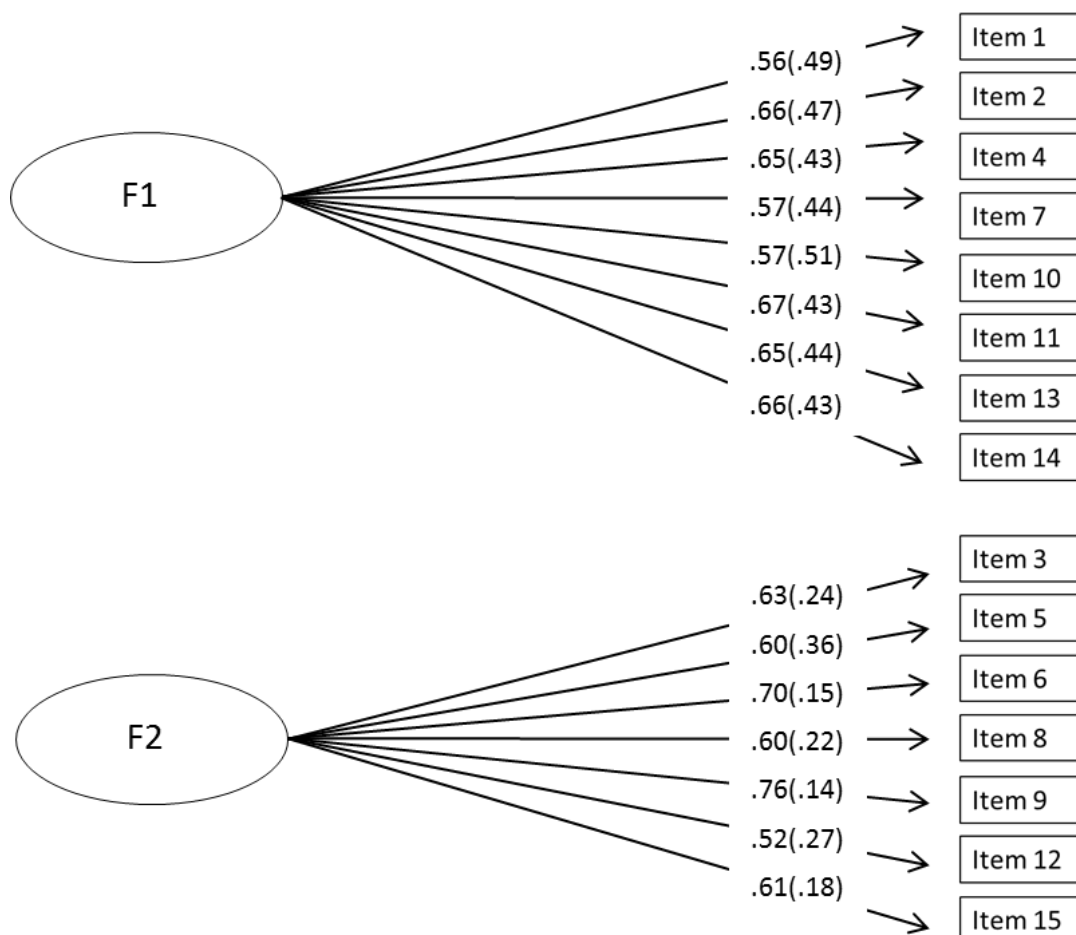 Item 1
.56(.49)
Item 2
.66(.47)
Item 4
.65(.43)
F1
Item 7
.57(.44)
Item 10
.57(.51)
Item 11
.67(.43)
Item 13
.65(.44)
Item 14
.66(.43)
Item 3
.63(.24)
Item 5
.60(.36)
Item 6
.70(.15)
F2
Item 8
.60(.22)
Item 9
.76(.14)
Item 12
.52(.27)
Item 15
.61(.18)